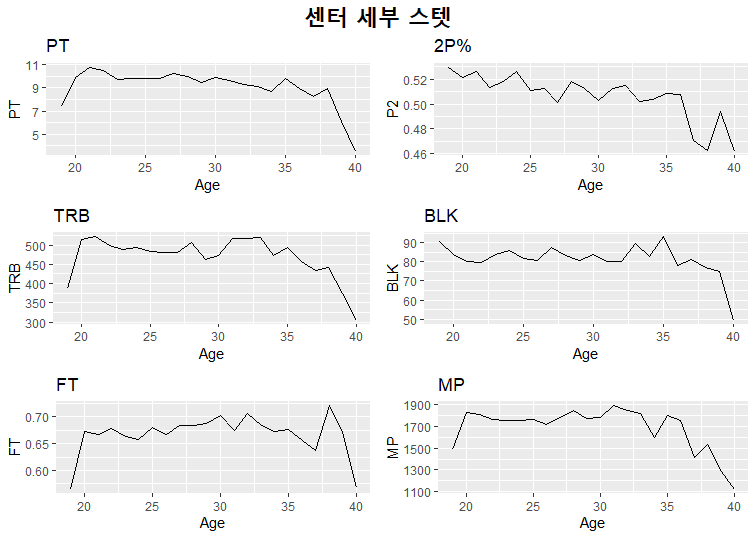 센터 세부 스텟
PT
11
9
7
5
PT
20 25 30 35 40
Age
2P%
0.52
0.50
0.48
0.46
P2
20 25 30 35 40
Age
TRB
500
450
400
350
300
TRB
20 25 30 35 40
Age
BLK
90
80
70
60
50
BLK
20 25 30 35 40
Age
FT
0.70
0.65
0.60
FT
20 25 30 35 40
Age
MP
1900
1700
1500
1300
1100
MP
20 25 30 35 40
Age